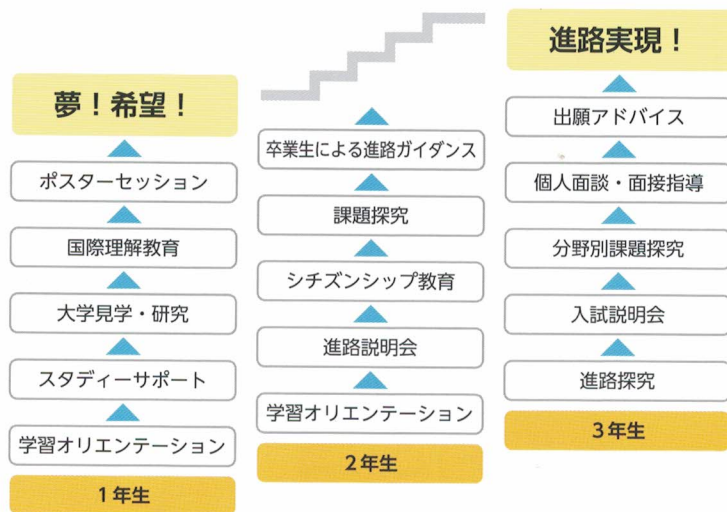 夢！希望！
ポスターセッション
国際理解教育
大学見学・研究
スタディーサポート
学習オリエンテーション
1年生
卒業生による進路ガイダンス
課題探究
シチズンシップ教育
進路説明会
学習オリエンテーション
2年生
進路実現！
出願アドバイス
個人面談・面接指導
分野別課題探究
入試説明会
進路探究
3年生